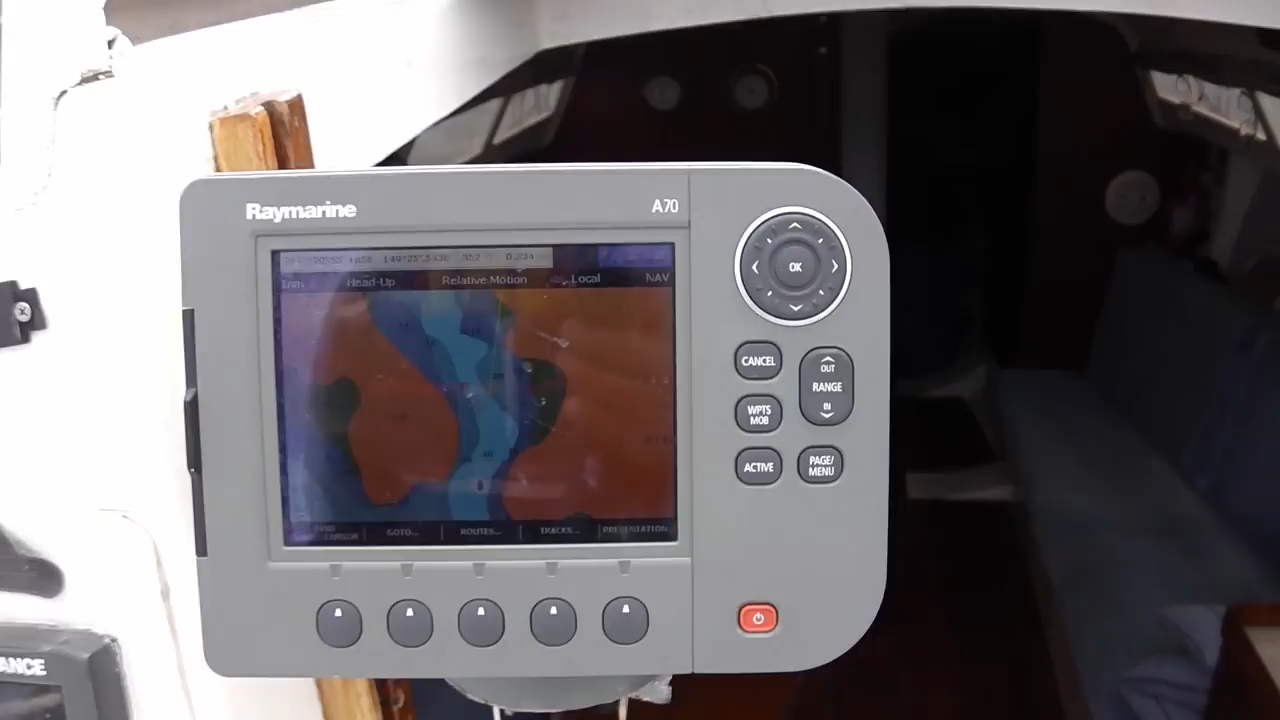 Raymarine
A70
Head-Up Relative Motion Local NAV
GOTO... ROUTES... TRACKS... PRESENTATION...
OK
CANCEL
OUT
RANGE
IN
WPTS
MOB
ACTIVE
PAGE/
MENU
ANCE